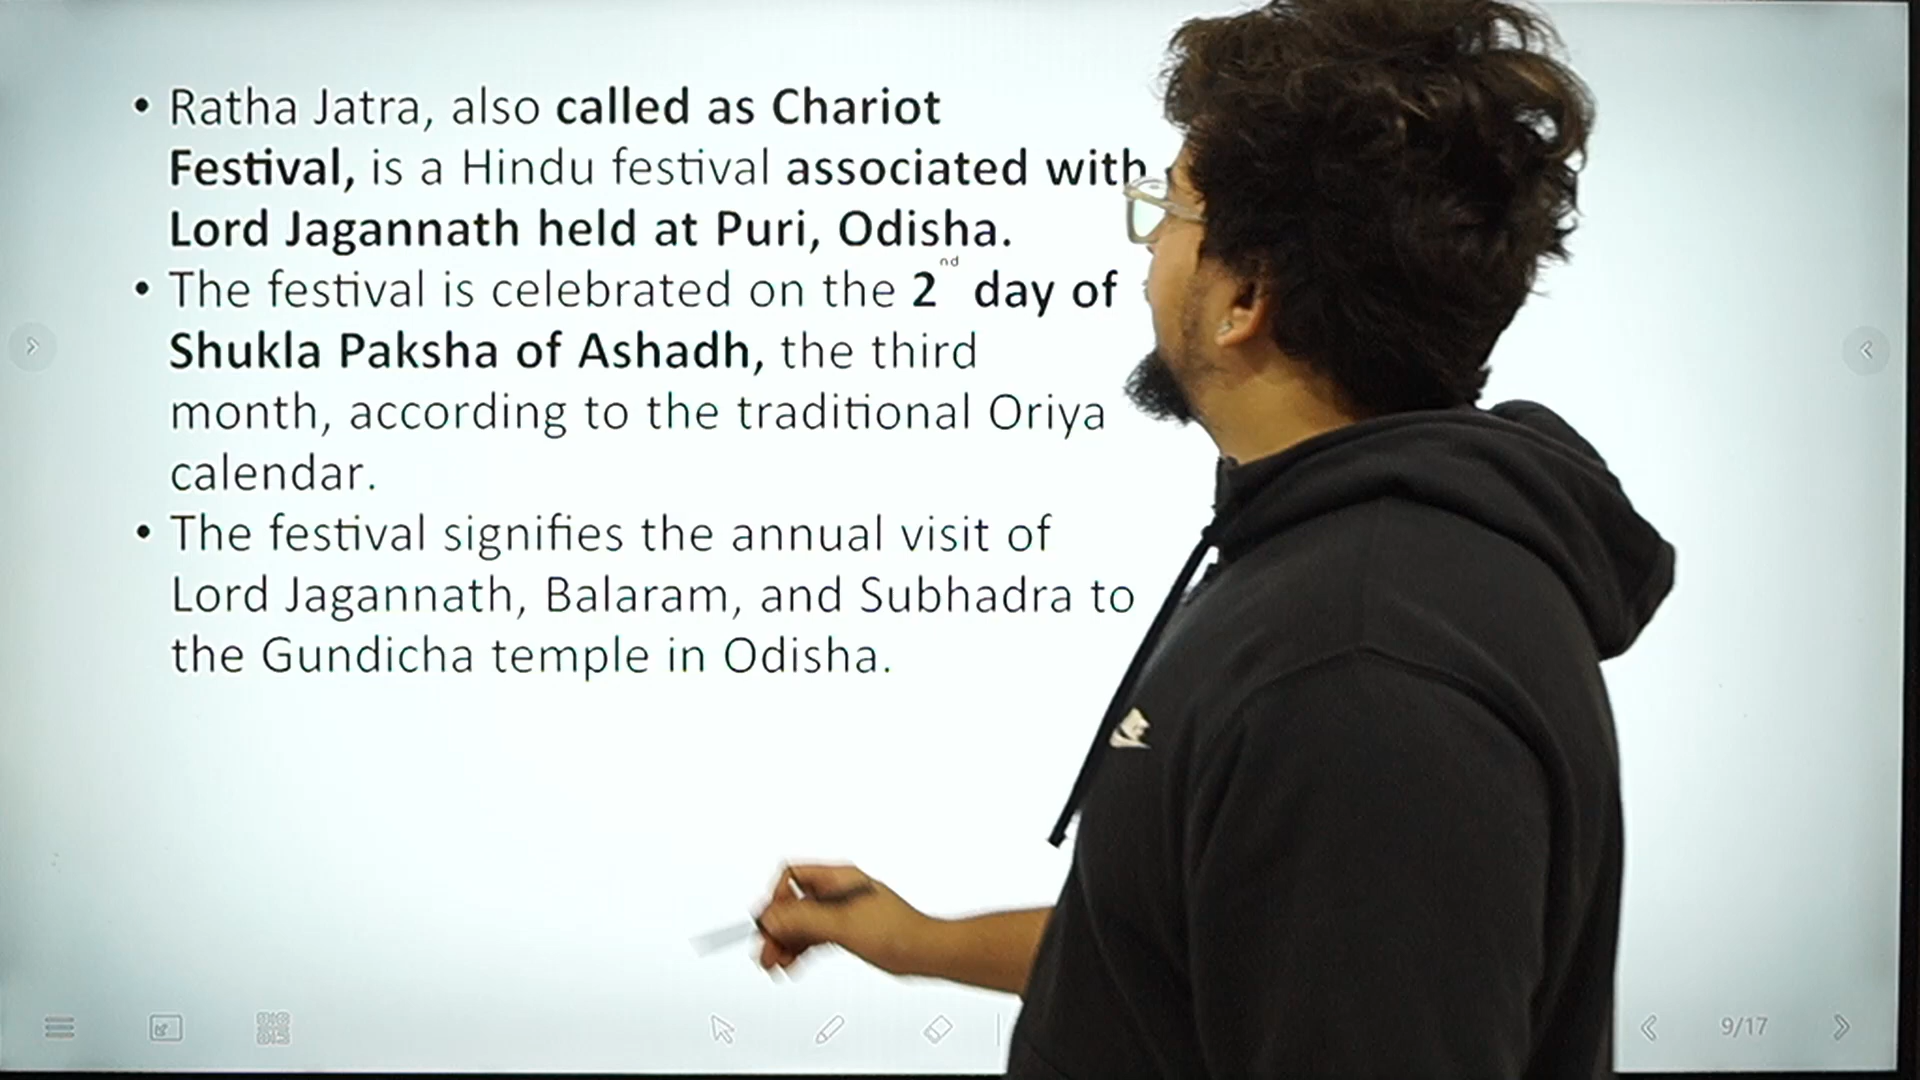 • Ratha Jatra, also called as Chariot
Festival, is a Hindu festival associated with
Lord Jagannath held at Puri, Odisha.
• The festival is celebrated on the 2nd day of
Shukla Paksha of Ashadh, the third
month, according to the traditional Oriya
calendar.
• The festival signifies the annual visit of
Lord Jagannath, Balaram, and Subhadra to
the Gundicha temple in Odisha.
9/17